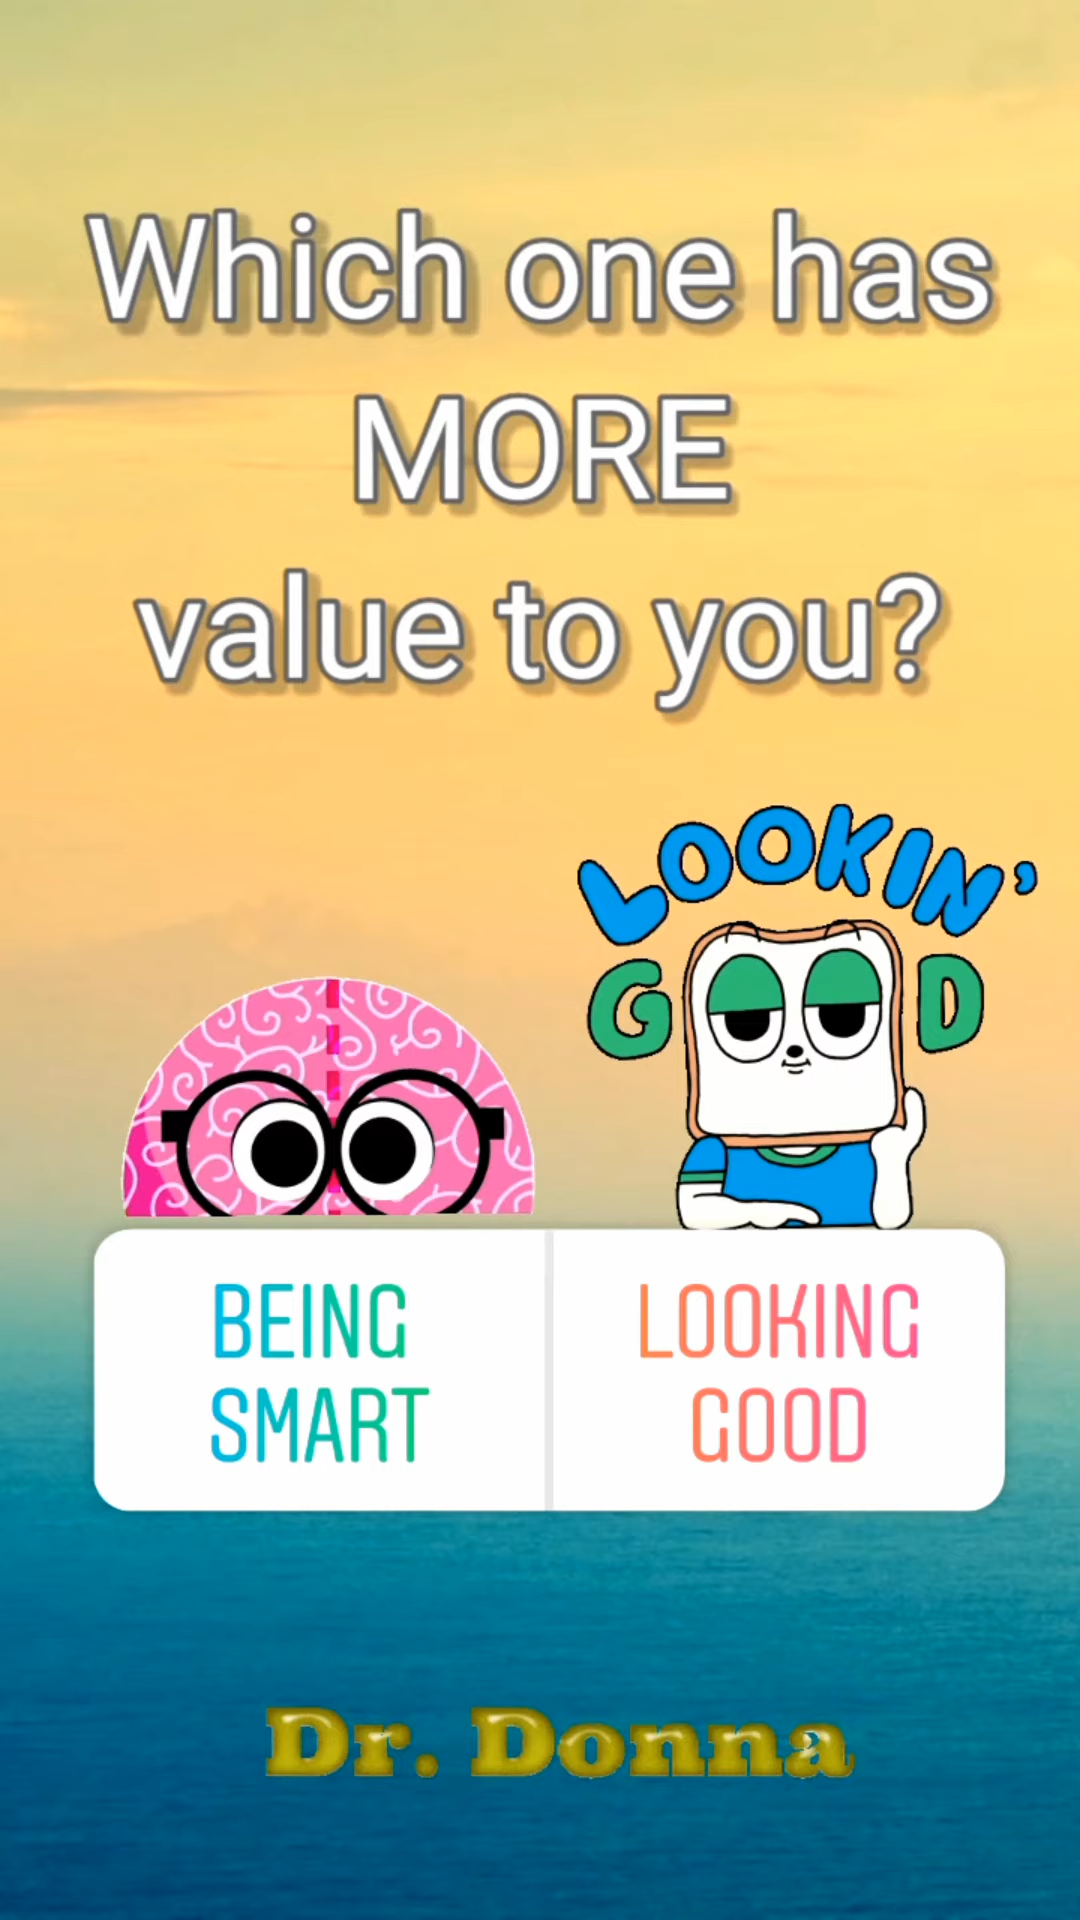 Which one has
MORE
value to you?
LOOKIN'
GOOD
BEING
SMART
LOOKING
GOOD
Dr. Donna